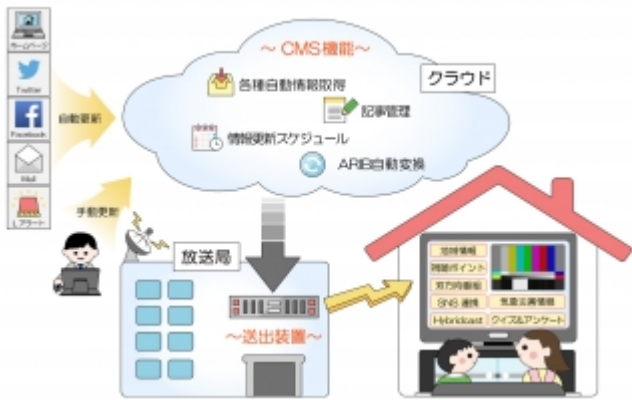 ホームページ
Twitter
Facebook
Mail
Lアラート
自動更新
手動更新
～CMS機能～
クラウド
各種自動情報取得
記事管理
情報更新スケジュール
ARIB自動変換
放送局
～送出装置～
地域情報
視聴ポイント
双方向番組
SNS 連携
気象災害情報
Hybridcast
クイズ&アンケート